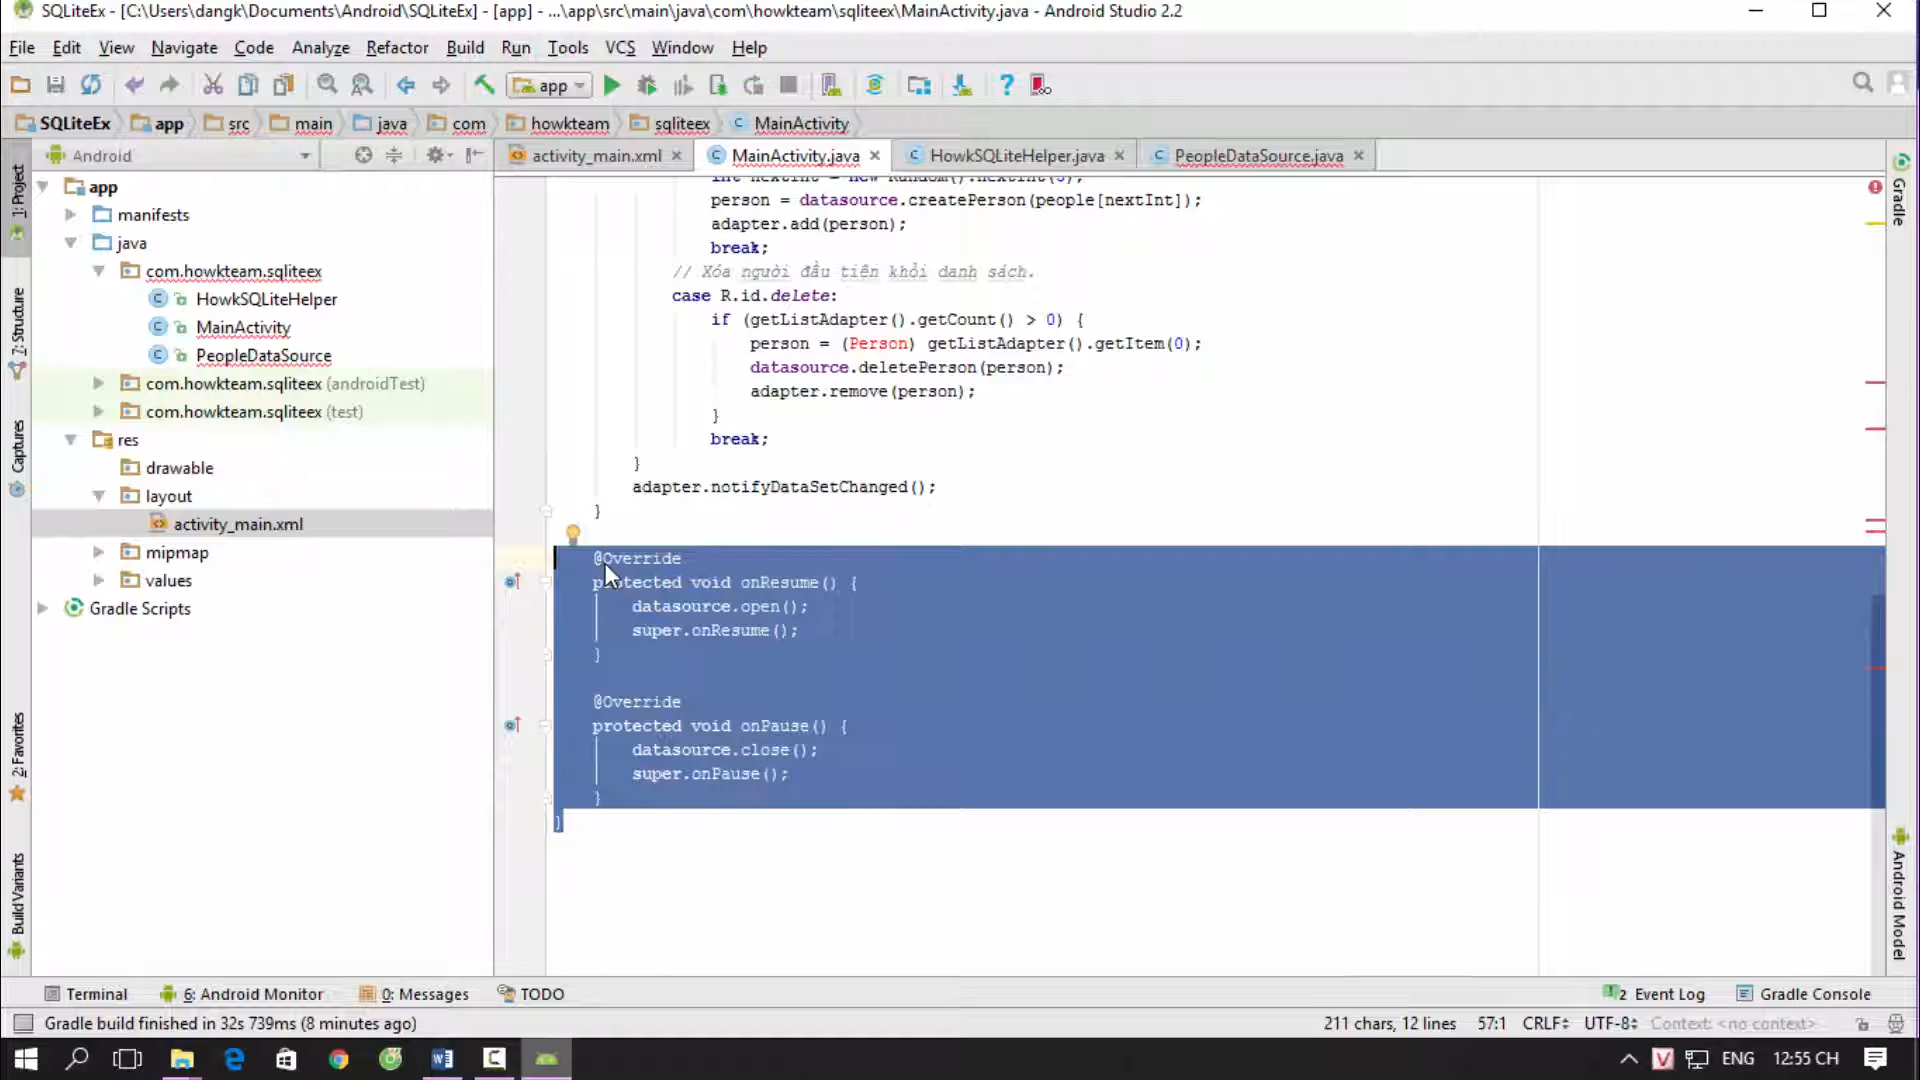 SQLiteEx - [C:\Users\dangk\Documents\Android\SQLiteEx] - [app] - ...\app\src\main\java\com\howkteam\sqliteex\MainActivity.java - Android Studio 2.2
File Edit View Navigate Code Analyze Refactor Build Run Tools VCS Window Help
app
SQLiteEx app src main java com howkteam sqliteex MainActivity
Android
activity_main.xml MainActivity.java HowkSQLiteHelper.java PeopleDataSource.java
1: Project
7: Structure
Captures
2: Favorites
Build Variants
app
manifests
java
com.howkteam.sqliteex
HowkSQLiteHelper
MainActivity
PeopleDataSource
com.howkteam.sqliteex (androidTest)
com.howkteam.sqliteex (test)
res
drawable
layout
activity_main.xml
mipmap
values
Gradle Scripts
int nextInt = new Random().nextInt(3);
person = datasource.createPerson(people[nextInt]);
adapter.add(person);
break;
// Xóa người đầu tiên khỏi danh sách.
case R.id.delete:
if (getListAdapter().getCount() > 0) {
person = (Person) getListAdapter().getItem(0);
datasource.deletePerson(person);
adapter.remove(person);
}
break;
}
adapter.notifyDataSetChanged();
}
@Override
protected void onResume() {
datasource.open();
super.onResume();
}
@Override
protected void onPause() {
datasource.close();
super.onPause();
}
}
Gradle
Android Model
Terminal 6: Android Monitor 0: Messages TODO 2 Event Log Gradle Console
Gradle build finished in 32s 739ms (8 minutes ago) 211 chars, 12 lines 57:1 CRLF UTF-8 Context: <no context>
ENG 12:55 CH